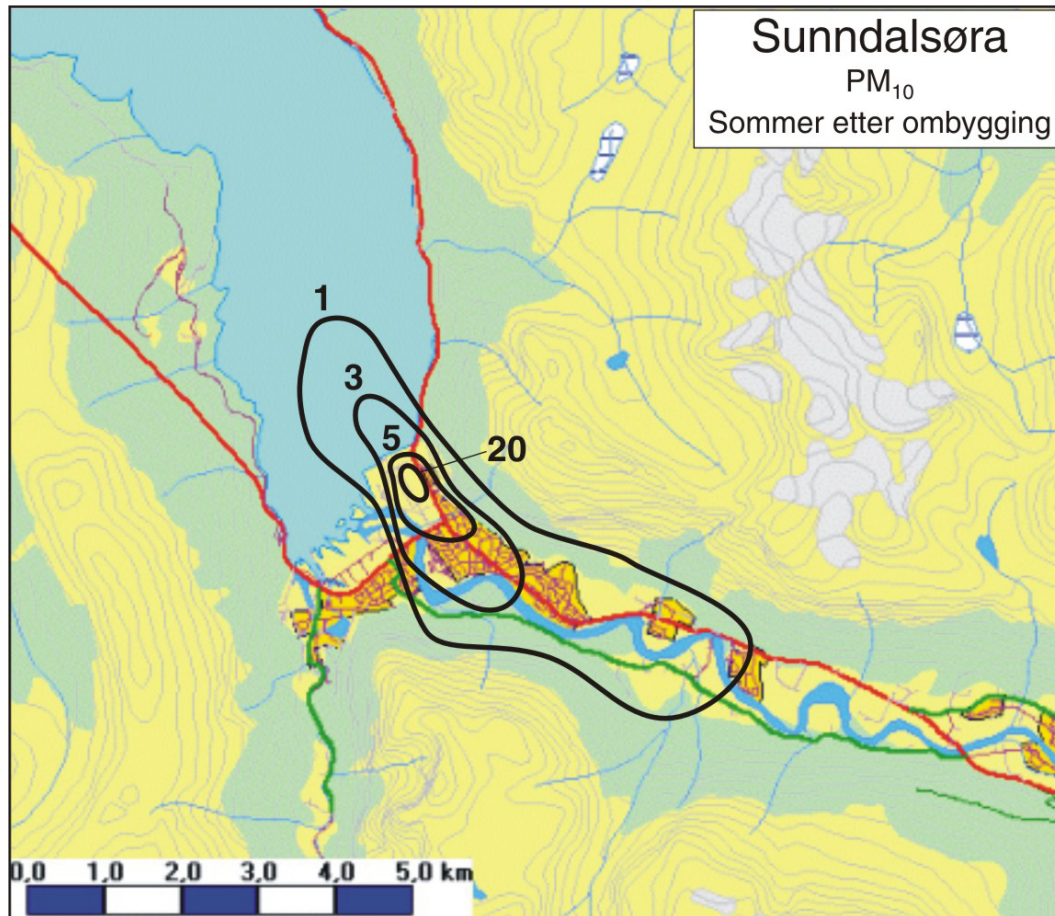 Sunndalsøra
PM₁₀
Sommer etter ombygging
1
3
5
20
0,0 1,0 2,0 3,0 4,0 5,0 km